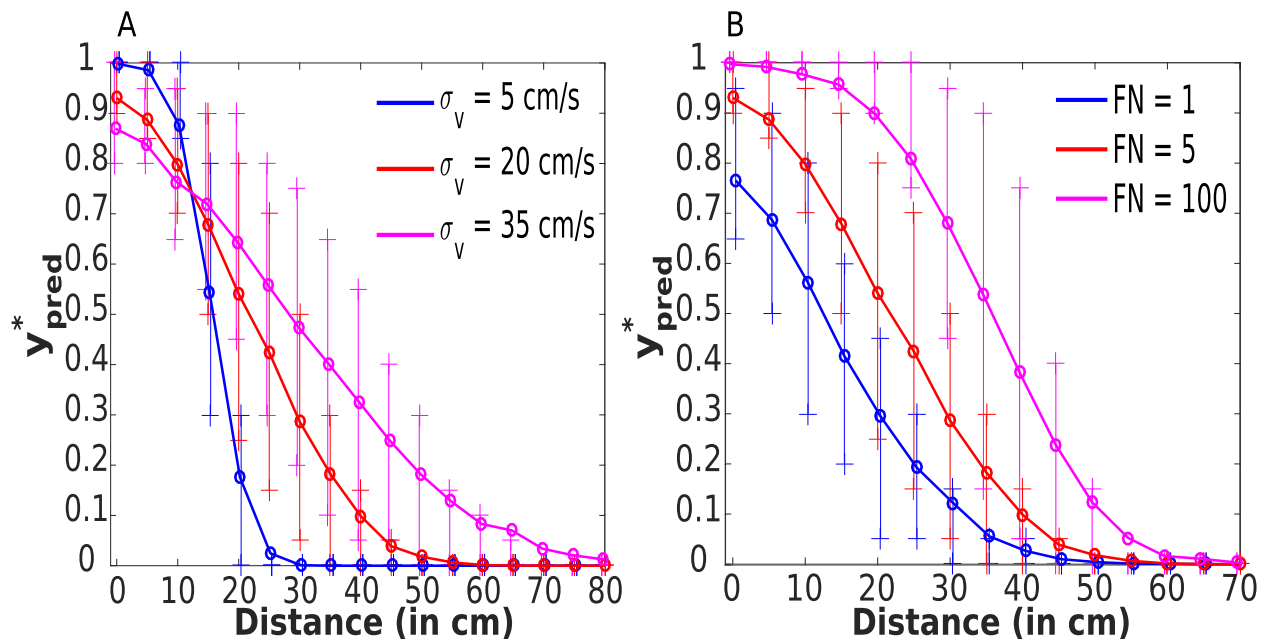 A
1
0.9
0.8
0.7
0.6
0.5
0.4
0.3
0.2
0.1
0
y*pred
σv = 5 cm/s
σv = 20 cm/s
σv = 35 cm/s
0 10 20 30 40 50 60 70 80
Distance (in cm)
B
1
0.9
0.8
0.7
0.6
0.5
0.4
0.3
0.2
0.1
0
y*pred
FN = 1
FN = 5
FN = 100
0 10 20 30 40 50 60 70
Distance (in cm)